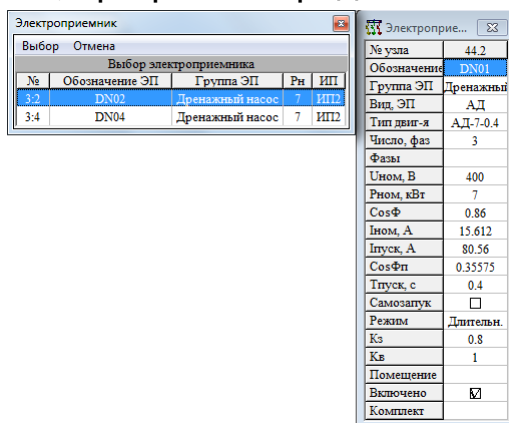 Электроприемник
Выбор Отмена
Выбор электроприемника
№ Обозначение ЭП Группа ЭП Рн ИП
3:2 DN02 Дренажный насос 7 ИП2
3:4 DN04 Дренажный насос 7 ИП2
Электроприе...
№ узла 44.2
Обозначение DN01
Группа ЭП Дренажный
Вид, ЭП АД
Тип двиг-я АД-7-0.4
Число, фаз 3
Фазы
Uном, В 400
Рном, кВт 7
CosФ 0.86
Iном, А 15.612
Iпуск, А 80.56
CosФп 0.35575
Тпуск, с 0.4
Самозапуск
Режим Длительн.
Кз 0.8
Кв 1
Помещение
Включено
Комплект